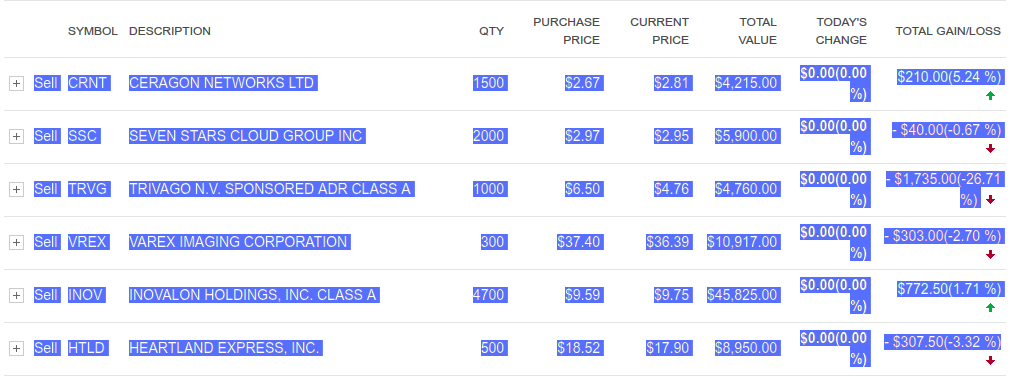 SYMBOL DESCRIPTION QTY PURCHASE PRICE CURRENT PRICE TOTAL VALUE TODAY'S CHANGE TOTAL GAIN/LOSS
+ Sell CRNT CERAGON NETWORKS LTD 1500 $2.67 $2.81 $4,215.00 $0.00(0.00 %) $210.00(5.24 %)
+ Sell SSC SEVEN STARS CLOUD GROUP INC 2000 $2.97 $2.95 $5,900.00 $0.00(0.00 %) - $40.00(-0.67 %)
+ Sell TRVG TRIVAGO N.V. SPONSORED ADR CLASS A 1000 $6.50 $4.76 $4,760.00 $0.00(0.00 %) - $1,735.00(-26.71 %)
+ Sell VREX VAREX IMAGING CORPORATION 300 $37.40 $36.39 $10,917.00 $0.00(0.00 %) - $303.00(-2.70 %)
+ Sell INOV INOVALON HOLDINGS, INC. CLASS A 4700 $9.59 $9.75 $45,825.00 $0.00(0.00 %) $772.50(1.71 %)
+ Sell HTLD HEARTLAND EXPRESS, INC. 500 $18.52 $17.90 $8,950.00 $0.00(0.00 %) - $307.50(-3.32 %)